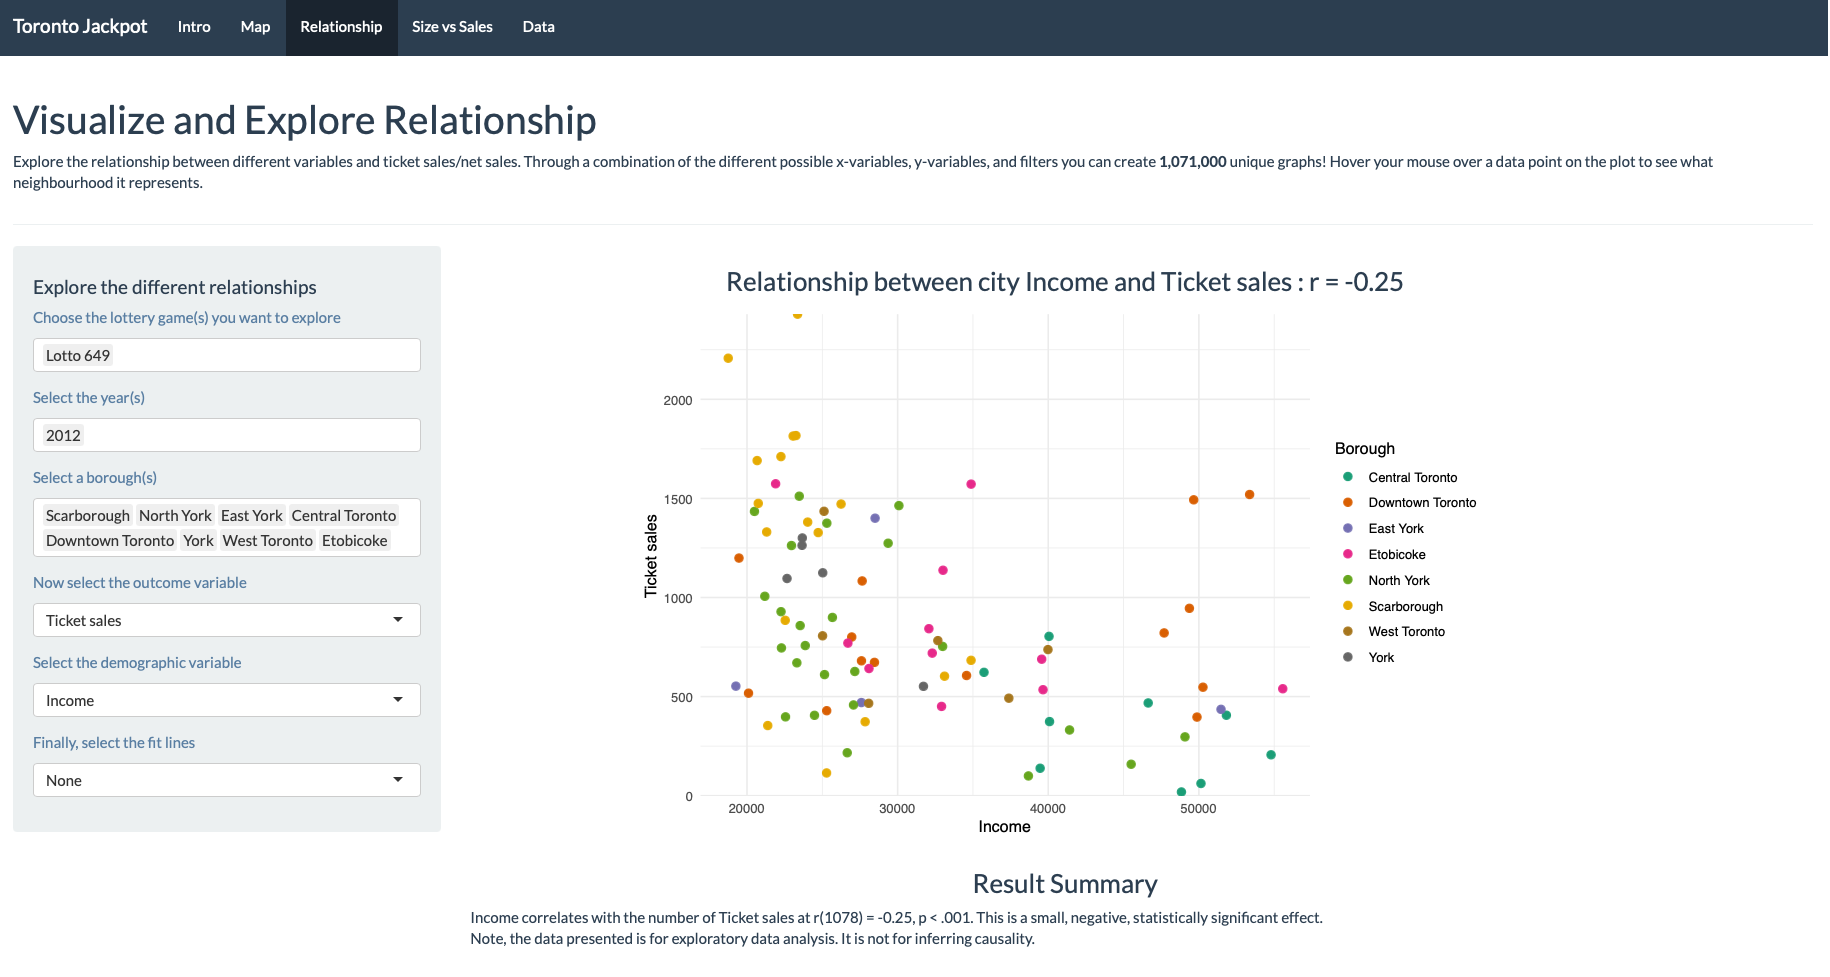 Toronto Jackpot Intro Map Relationship Size vs Sales Data
Visualize and Explore Relationship
Explore the relationship between different variables and ticket sales/net sales. Through a combination of the different possible x-variables, y-variables, and filters you can create 1,071,000 unique graphs! Hover your mouse over a data point on the plot to see what
neighbourhood it represents.
Explore the different relationships
Choose the lottery game(s) you want to explore
Lotto 649
Select the year(s)
2012
Select a borough(s)
Scarborough North York East York Central Toronto
Downtown Toronto York West Toronto Etobicoke
Now select the outcome variable
Ticket sales
Select the demographic variable
Income
Finally, select the fit lines
None
Relationship between city Income and Ticket sales : r = -0.25
Ticket sales
2000
1500
1000
500
0
20000 30000 40000 50000
Income
Borough
Central Toronto
Downtown Toronto
East York
Etobicoke
North York
Scarborough
West Toronto
York
Result Summary
Income correlates with the number of Ticket sales at r(1078) = -0.25, p < .001. This is a small, negative, statistically significant effect.
Note, the data presented is for exploratory data analysis. It is not for inferring causality.